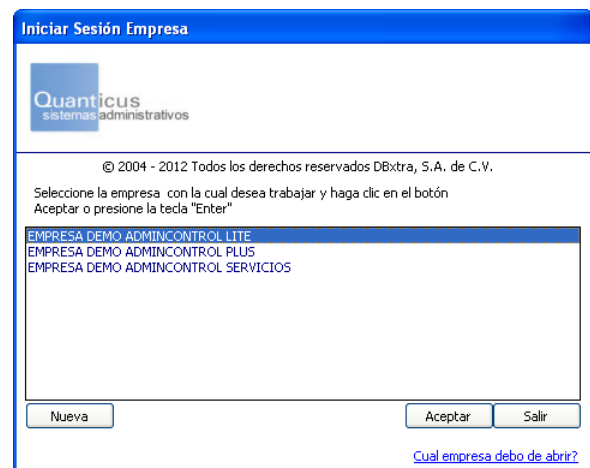 Iniciar Sesión Empresa
Quanticus
sistemas administrativos
© 2004 - 2012 Todos los derechos reservados DBxtra, S.A. de C.V.
Seleccione la empresa con la cual desea trabajar y haga clic en el botón
Aceptar o presione la tecla "Enter"
EMPRESA DEMO ADMINCONTROL LITE
EMPRESA DEMO ADMINCONTROL PLUS
EMPRESA DEMO ADMINCONTROL SERVICIOS
Nueva
Aceptar
Salir
Cual empresa debo de abrir?